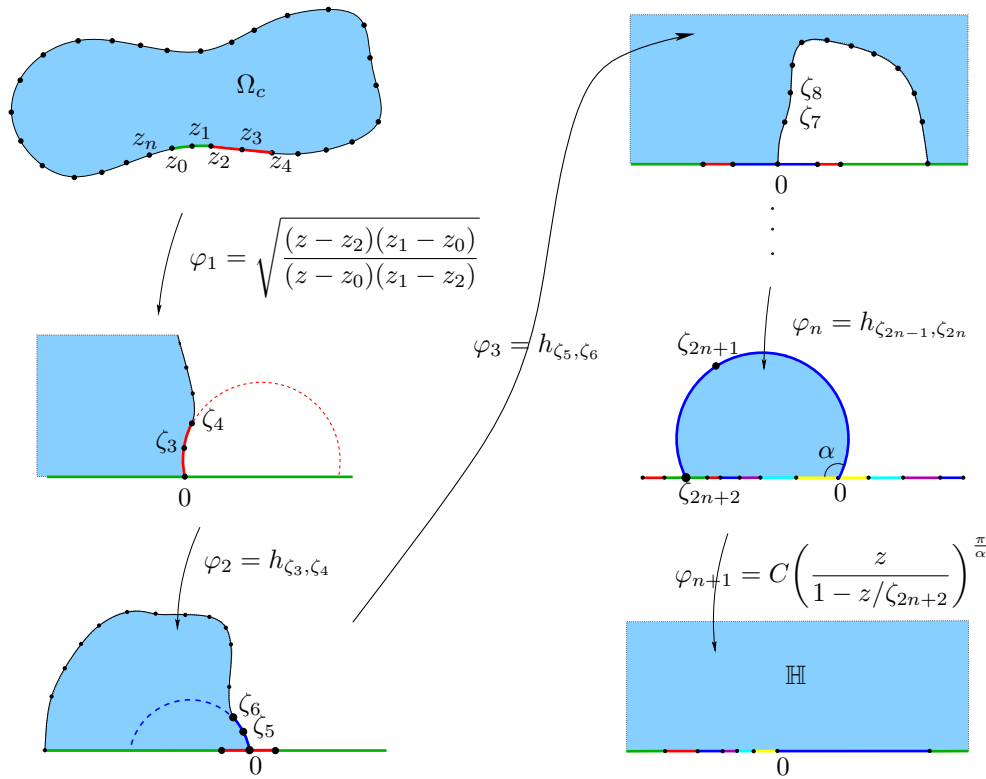 Ω_c
z_n
z_0
z_1
z_2
z_3
z_4
φ_1 = √((z − z_2)(z_1 − z_0) / (z − z_0)(z_1 − z_2))
ζ_3
ζ_4
0
φ_2 = h_{ζ_3,ζ_4}
ζ_6
ζ_5
0
φ_3 = h_{ζ_5,ζ_6}
ζ_8
ζ_7
0
φ_n = h_{ζ_{2n−1},ζ_{2n}}
ζ_{2n+1}
α
ζ_{2n+2}
0
φ_{n+1} = C(z / (1 − z/ζ_{2n+2}))^{π/α}
ℍ
0